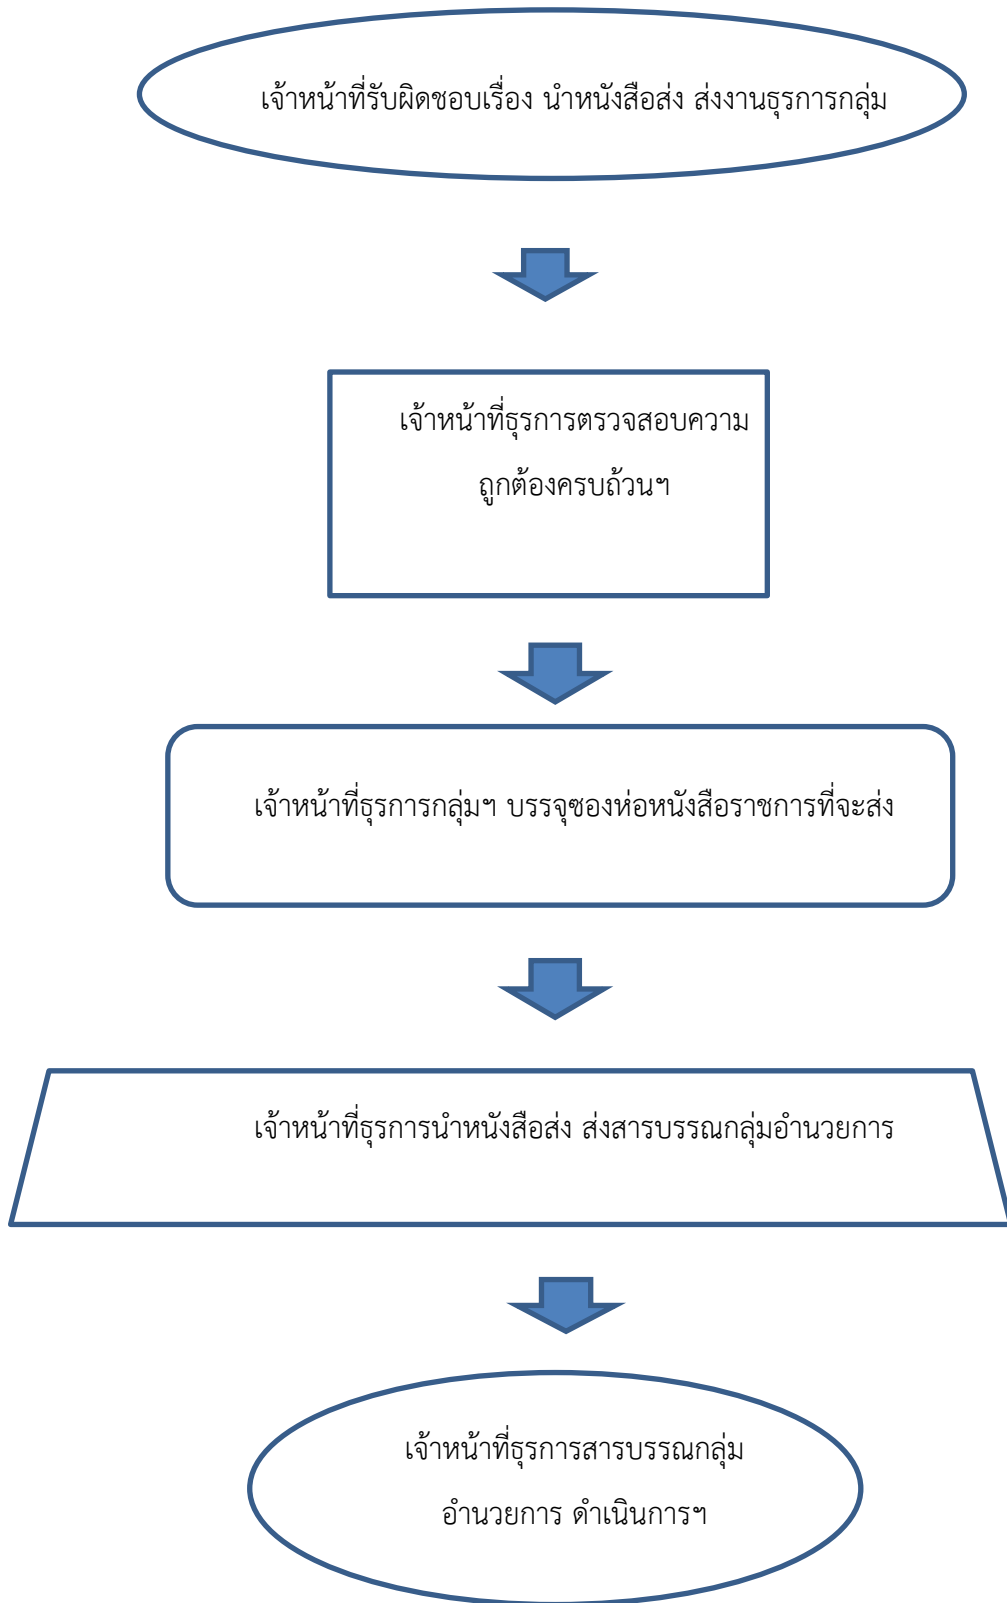 เจ้าหน้าที่รับผิดชอบเรื่อง นำหนังสือส่ง ส่งงานธุรการกลุ่ม
เจ้าหน้าที่ธุรการตรวจสอบความ
ถูกต้องครบถ้วนฯ
เจ้าหน้าที่ธุรการกลุ่มฯ บรรจุซองห่อหนังสือราชการที่จะส่ง
เจ้าหน้าที่ธุรการนำหนังสือส่ง ส่งสารบรรณกลุ่มอำนวยการ
เจ้าหน้าที่ธุรการสารบรรณกลุ่ม
อำนวยการ ดำเนินการฯ